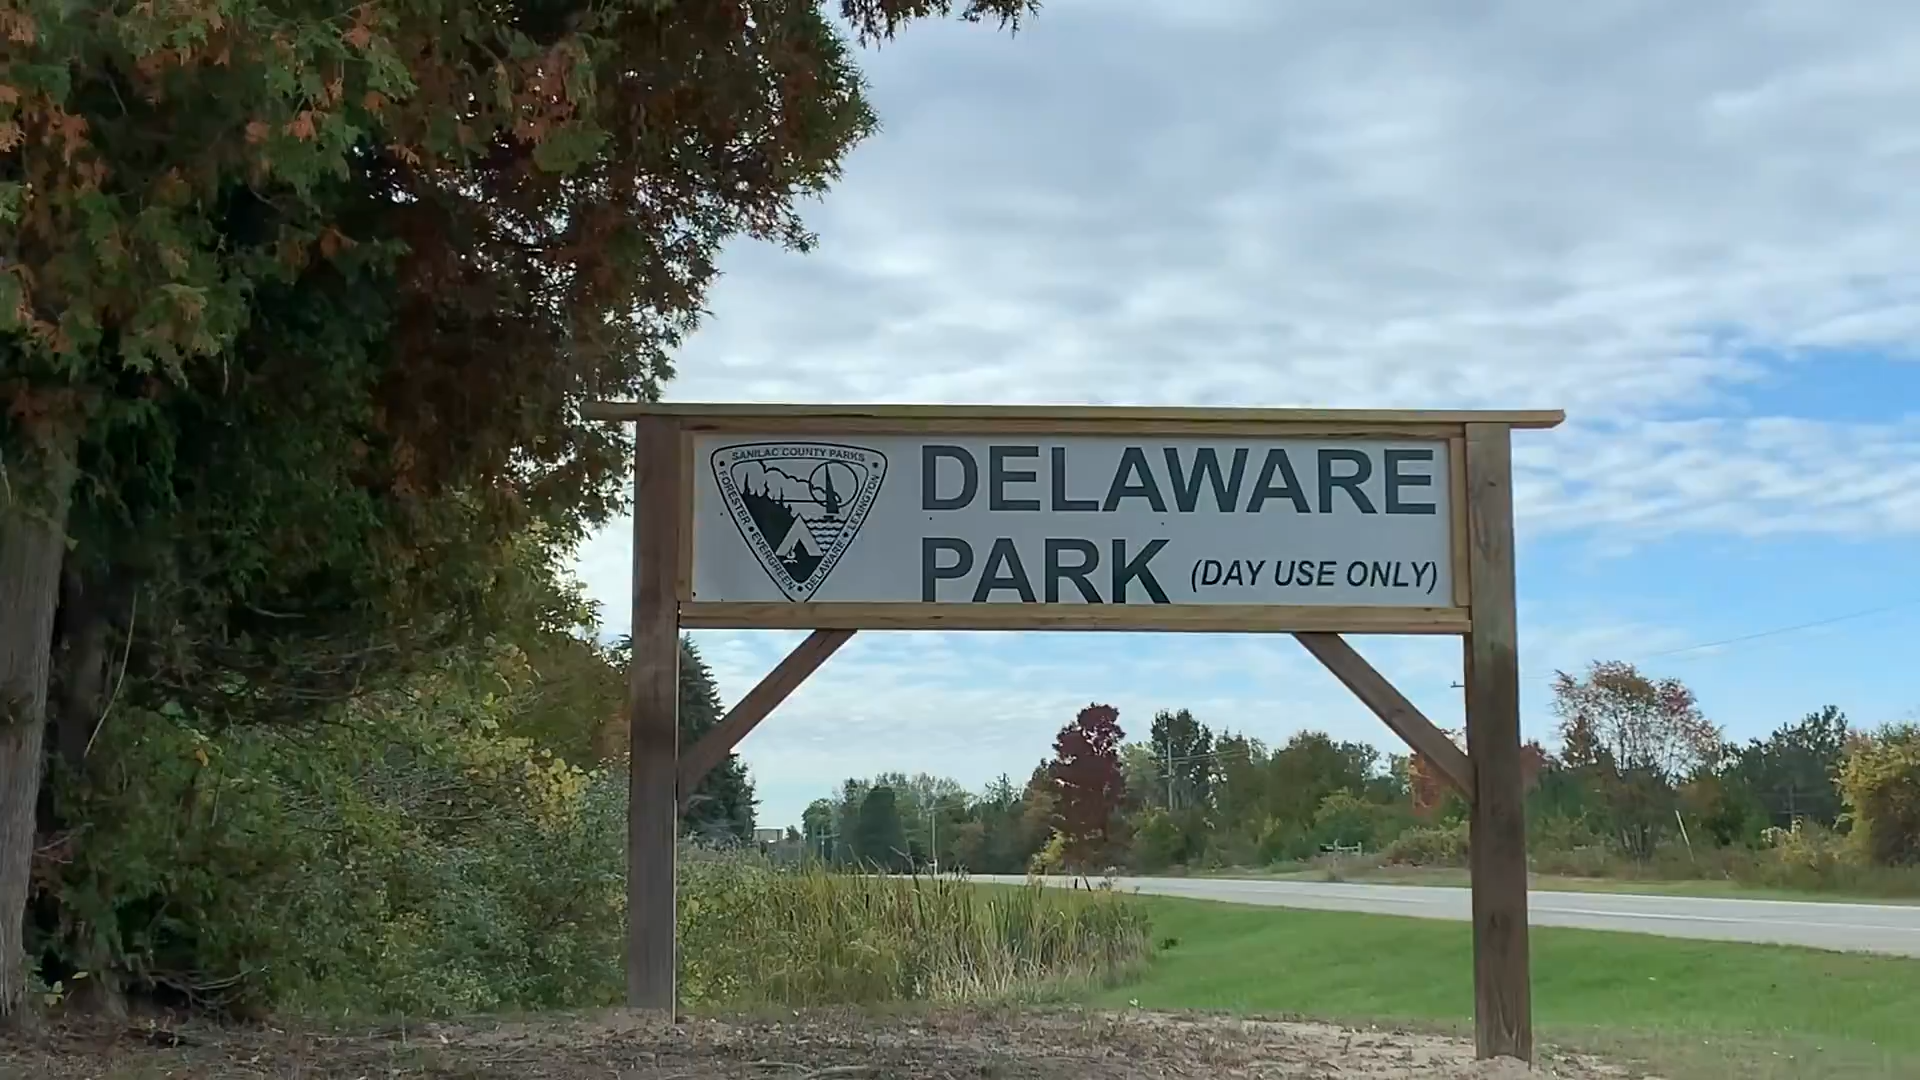 SANILAC COUNTY PARKS
FORESTER • EVERGREEN • DELAWARE • LEXINGTON
DELAWARE
PARK (DAY USE ONLY)